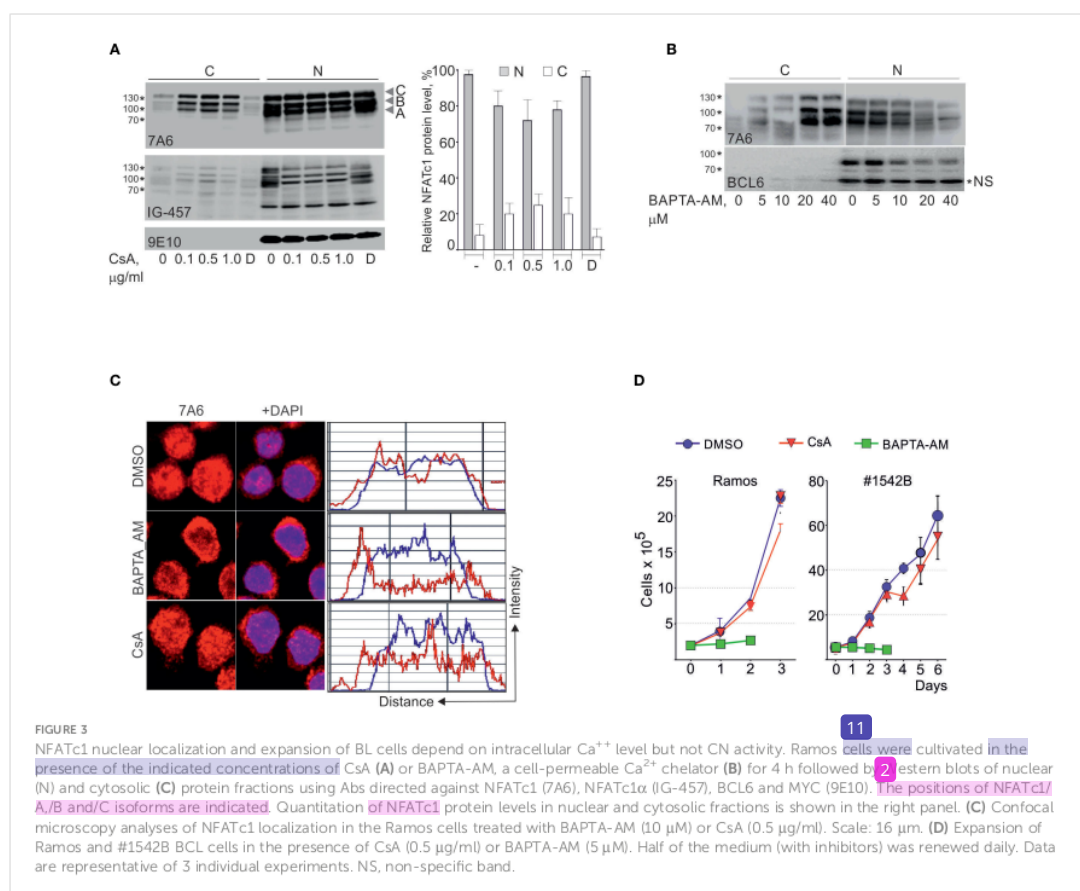 A
C N
130*
100*
70*
7A6
C
B
A
130*
100*
70*
IG-457
9E10
CsA, 0 0.1 0.5 1.0 D 0 0.1 0.5 1.0 D
μg/ml
Relative NFATc1 protein level, %
N C
100
80
60
40
20
0
- 0.1 0.5 1.0 D
B
C N
130*
100*
70*
7A6
100*
70*
BCL6
*NS
BAPTA-AM, 0 5 10 20 40 0 5 10 20 40
μM
C
7A6 +DAPI
DMSO
BAPTA_AM
CsA
Intensity
Distance
D
DMSO CsA BAPTA-AM
Ramos #1542B
Cells x 10⁵
25
20
10
5
0 1 2 3
80
60
40
20
0 1 2 3 4 5 6
Days
FIGURE 3
11
NFATc1 nuclear localization and expansion of BL cells depend on intracellular Ca⁺⁺ level but not CN activity. Ramos cells were cultivated in the
presence of the indicated concentrations of CsA (A) or BAPTA-AM, a cell-permeable Ca²⁺ chelator (B) for 4 h followed by 2 estern blots of nuclear
(N) and cytosolic (C) protein fractions using Abs directed against NFATc1 (7A6), NFATc1α (IG-457), BCL6 and MYC (9E10). The positions of NFATc1/
A,/B and/C isoforms are indicated. Quantitation of NFATc1 protein levels in nuclear and cytosolic fractions is shown in the right panel. (C) Confocal
microscopy analyses of NFATc1 localization in the Ramos cells treated with BAPTA-AM (10 μM) or CsA (0.5 μg/ml). Scale: 16 μm. (D) Expansion of
Ramos and #1542B BCL cells in the presence of CsA (0.5 μg/ml) or BAPTA-AM (5 μM). Half of the medium (with inhibitors) was renewed daily. Data
are representative of 3 individual experiments. NS, non-specific band.